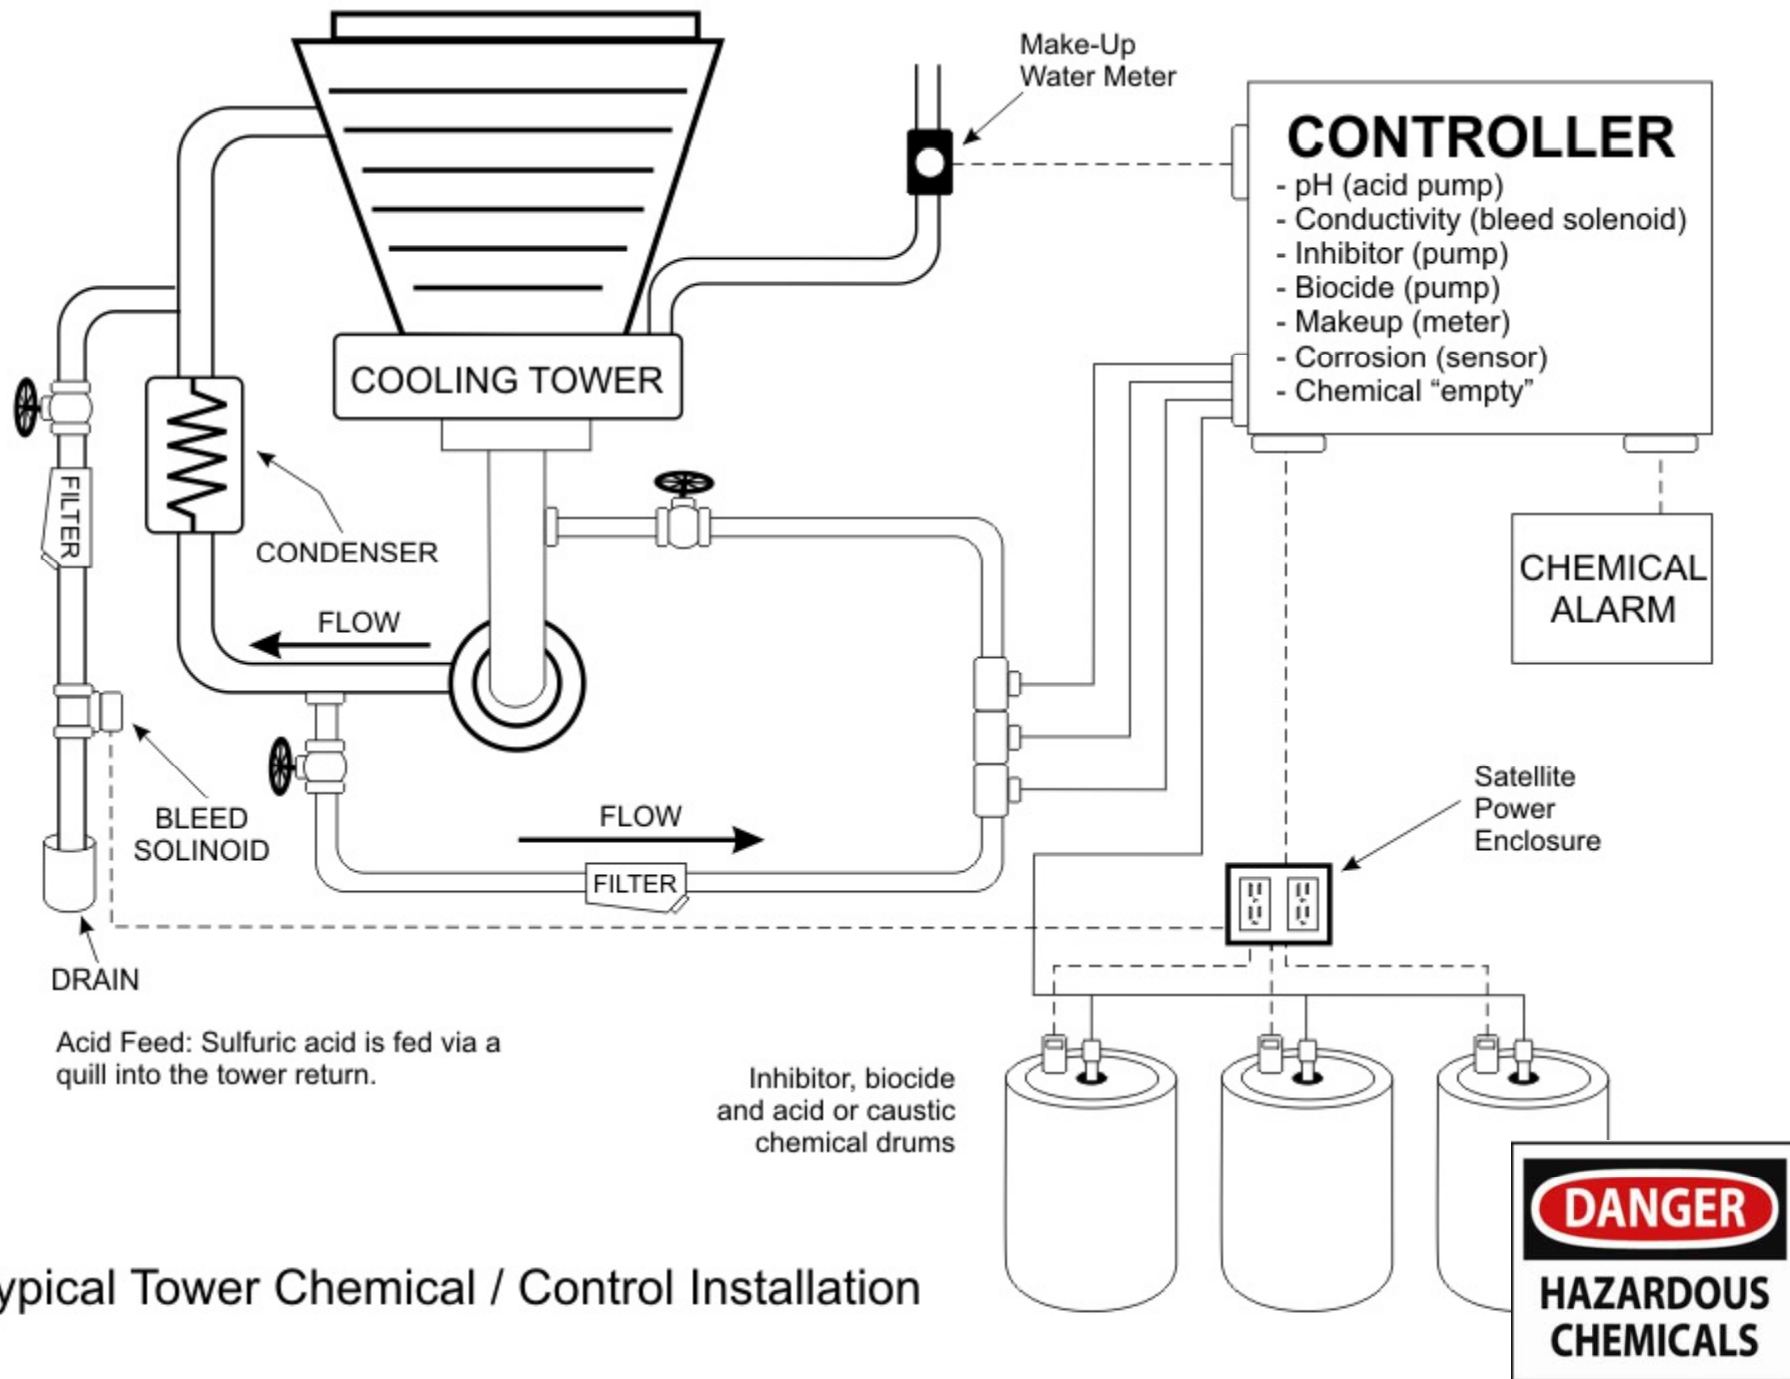 Make-Up
Water Meter
CONTROLLER
- pH (acid pump)
- Conductivity (bleed solenoid)
- Inhibitor (pump)
- Biocide (pump)
- Makeup (meter)
- Corrosion (sensor)
- Chemical “empty”
COOLING TOWER
FILTER
CONDENSER
CHEMICAL
ALARM
FLOW
BLEED
SOLINOID
FLOW
FILTER
Satellite
Power
Enclosure
DRAIN
Acid Feed: Sulfuric acid is fed via a
quill into the tower return.
Inhibitor, biocide
and acid or caustic
chemical drums
ypical Tower Chemical / Control Installation
DANGER
HAZARDOUS
CHEMICALS